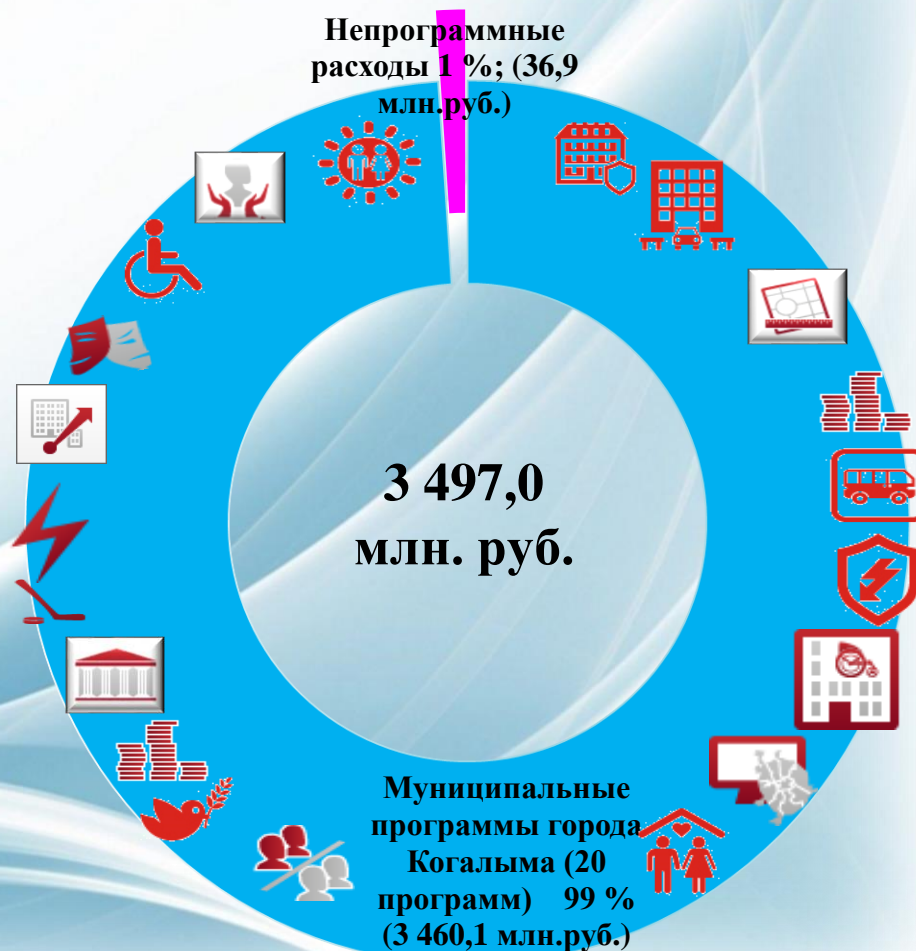 Непрограммные
расходы 1 %; (36,9
млн.руб.)
3 497,0
млн. руб.
Муниципальные
программы города
Когалыма (20
программ) 99 %
(3 460,1 млн.руб.)